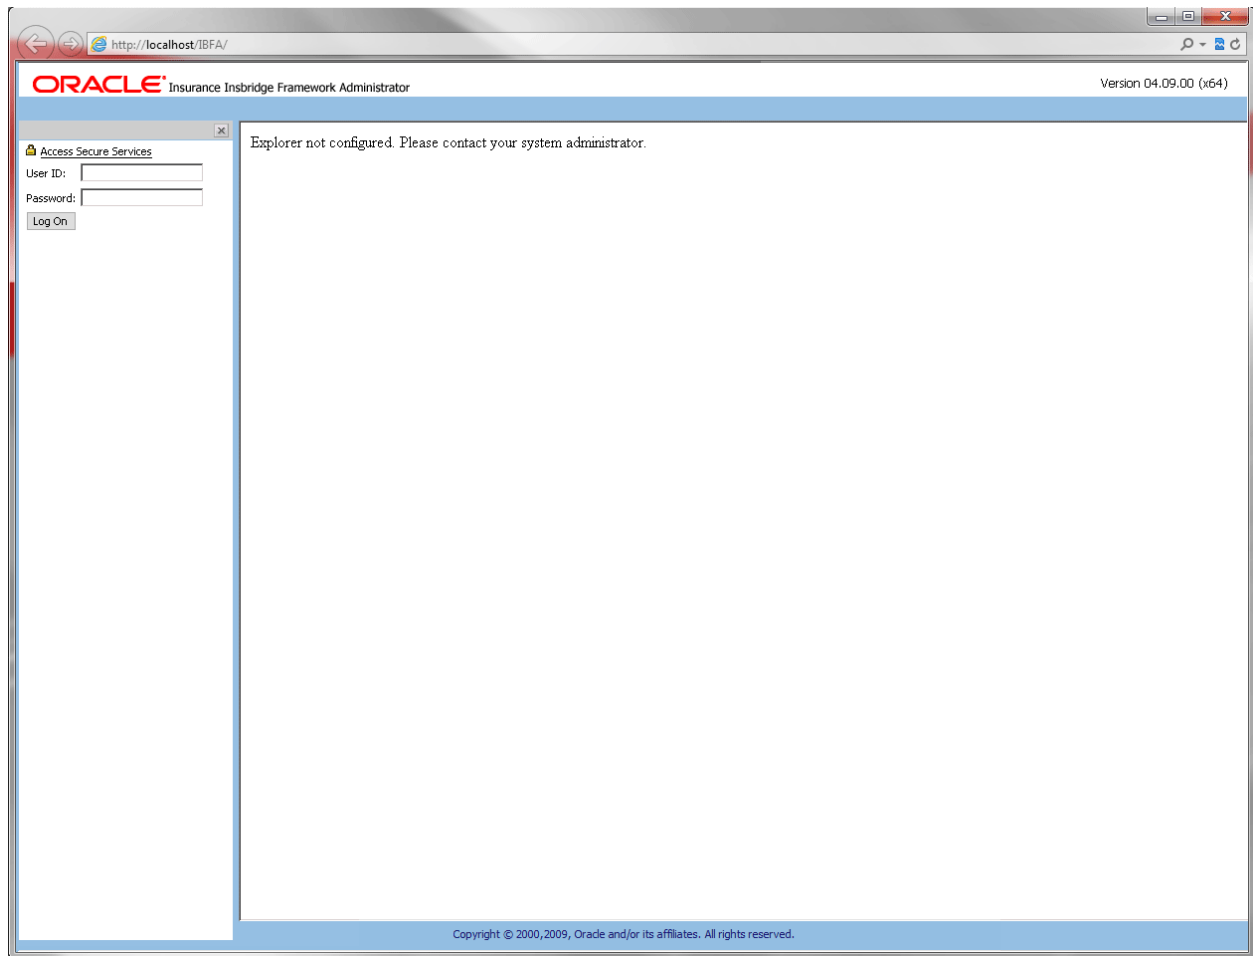 http://localhost/IBFA/
ORACLE Insurance Insbridge Framework Administrator
Version 04.09.00 (x64)
Access Secure Services
User ID:
Password:
Log On
Explorer not configured. Please contact your system administrator.
Copyright © 2000,2009, Oracle and/or its affiliates. All rights reserved.